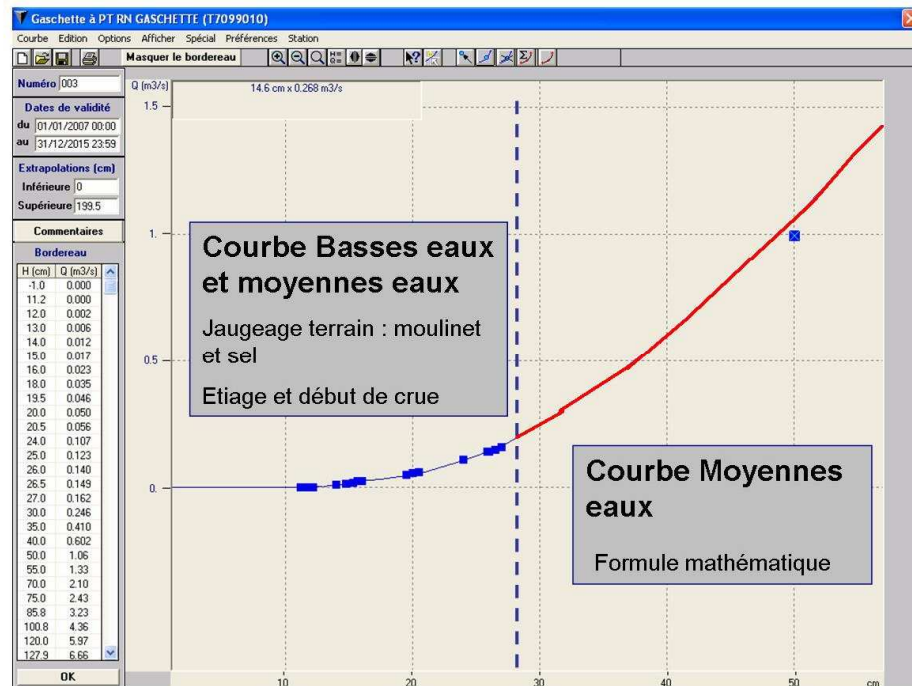 Gaschette à PT RN GASCHETTE (T7099010)
Courbe Edition Options Afficher Spécial Préférences Station
Masquer le bordereau
Numéro 003
Dates de validité
du 01/01/2007 00:00
au 31/12/2015 23:59
Extrapolations (cm)
Inférieure 0
Supérieure 199.5
Commentaires
Bordereau
H (cm) Q (m3/s)
-1.0 0.000
11.2 0.000
12.0 0.002
13.0 0.006
14.0 0.012
15.0 0.017
16.0 0.023
18.0 0.035
19.5 0.046
20.0 0.050
20.5 0.056
24.0 0.107
25.0 0.123
26.0 0.140
26.5 0.149
27.0 0.162
30.0 0.246
35.0 0.410
40.0 0.602
50.0 1.06
55.0 1.33
70.0 2.10
75.0 2.43
85.8 3.23
100.8 4.36
120.0 5.97
127.9 6.66
OK
Q (m3/s)
14.6 cm x 0.268 m3/s
1.5
1.
0.5
0.
Courbe Basses eaux
et moyennes eaux
Jaugeage terrain : moulinet
et sel
Etiage et début de crue
Courbe Moyennes
eaux
Formule mathématique
10 20 30 40 50 cm